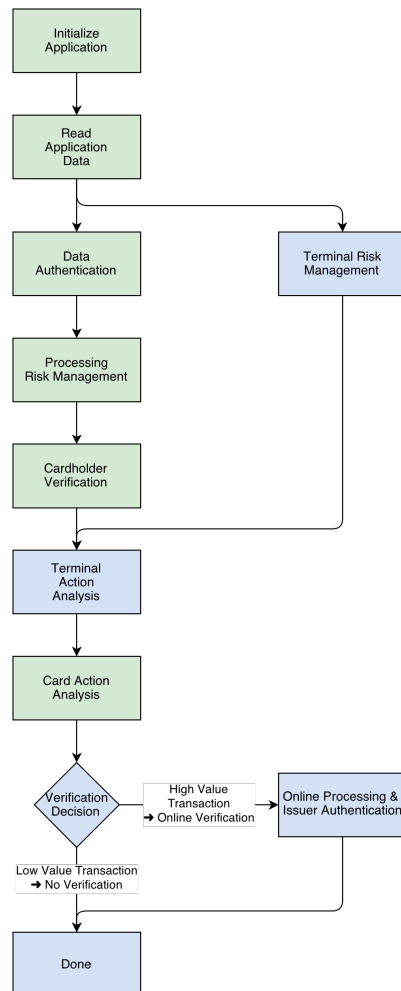 Initialize
Application
Read
Application
Data
Data
Authentication
Terminal Risk
Management
Processing
Risk Management
Cardholder
Verification
Terminal
Action
Analysis
Card Action
Analysis
Verification
Decision
High Value
Transaction
➜ Online Verification
Online Processing &
Issuer Authentication
Low Value Transaction
➜ No Verification
Done